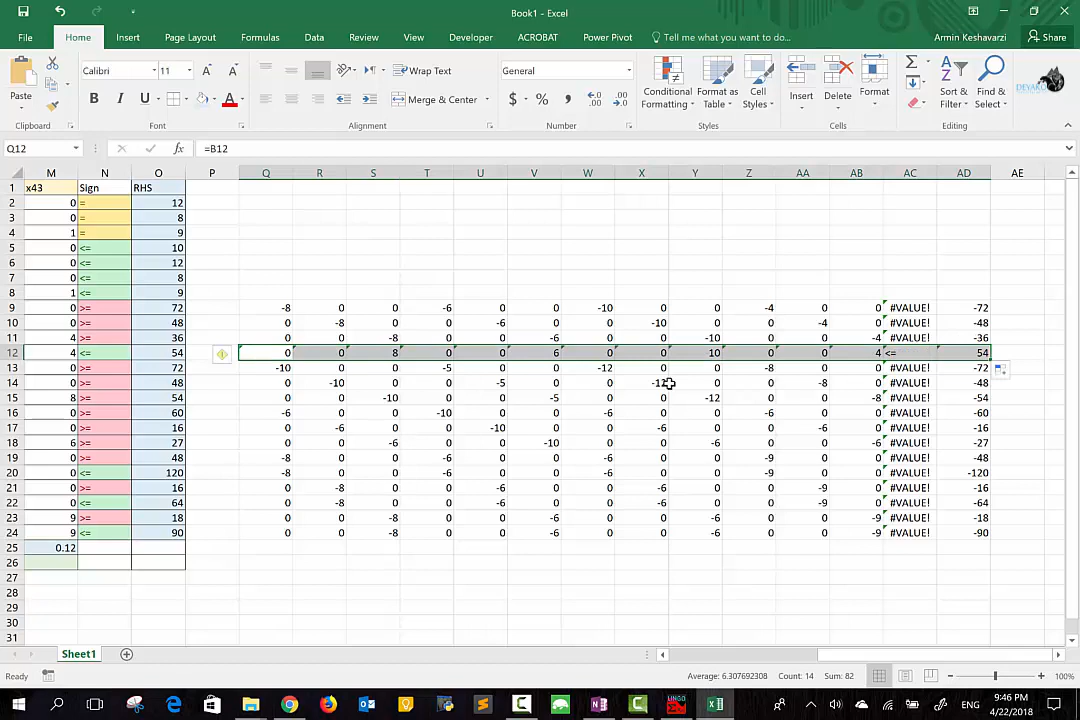 Book1 - Excel
File Home Insert Page Layout Formulas Data Review View Developer ACROBAT Power Pivot Tell me what you want to do... Armin Keshavarzi Share
Paste Calibri 11 Wrap Text General Conditional Formatting Format as Table Cell Styles Insert Delete Format Sort & Filter Find & Select
B I U A Merge & Center $ % ,
Clipboard Font Alignment Number Styles Cells Editing
Q12 fx =B12
M N O P Q R S T U V W X Y Z AA AB AC AD AE
1 x43 Sign RHS
2 0 = 12
3 0 = 8
4 1 = 9
5 0 <= 10
6 0 <= 12
7 0 <= 8
8 1 <= 9
9 0 >= 72 -8 0 0 -6 0 0 -10 0 0 -4 0 0 #VALUE! -72
10 0 >= 48 0 -8 0 0 -6 0 0 -10 0 0 -4 0 #VALUE! -48
11 4 >= 36 0 0 -8 0 0 -6 0 0 -10 0 0 -4 #VALUE! -36
12 4 <= 54 0 0 8 0 0 6 0 0 10 0 0 4 <= 54
13 0 >= 72 -10 0 0 -5 0 0 -12 0 0 -8 0 0 #VALUE! -72
14 0 >= 48 0 -10 0 0 -5 0 0 -12 0 0 -8 0 #VALUE! -48
15 8 >= 54 0 0 -10 0 0 -5 0 0 -12 0 0 -8 #VALUE! -54
16 0 >= 60 -6 0 0 -10 0 0 -6 0 0 -6 0 0 #VALUE! -60
17 0 >= 16 0 -6 0 0 -10 0 0 -6 0 0 -6 0 #VALUE! -16
18 6 >= 27 0 0 -6 0 0 -10 0 0 -6 0 0 -6 #VALUE! -27
19 0 >= 48 -8 0 0 -6 0 0 -6 0 0 -9 0 0 #VALUE! -48
20 0 <= 120 -8 0 0 -6 0 0 -6 0 0 -9 0 0 #VALUE! -120
21 0 >= 16 0 -8 0 0 -6 0 0 -6 0 0 -9 0 #VALUE! -16
22 0 <= 64 0 -8 0 0 -6 0 0 -6 0 0 -9 0 #VALUE! -64
23 9 >= 18 0 0 -8 0 0 -6 0 0 -6 0 0 -9 #VALUE! -18
24 9 <= 90 0 0 -8 0 0 -6 0 0 -6 0 0 -9 #VALUE! -90
25 0.12
26
27
28
29
30
31
Sheet1
Ready Average: 6.307692308 Count: 14 Sum: 82 100%
LINGO ENG 9:46 PM
4/22/2018